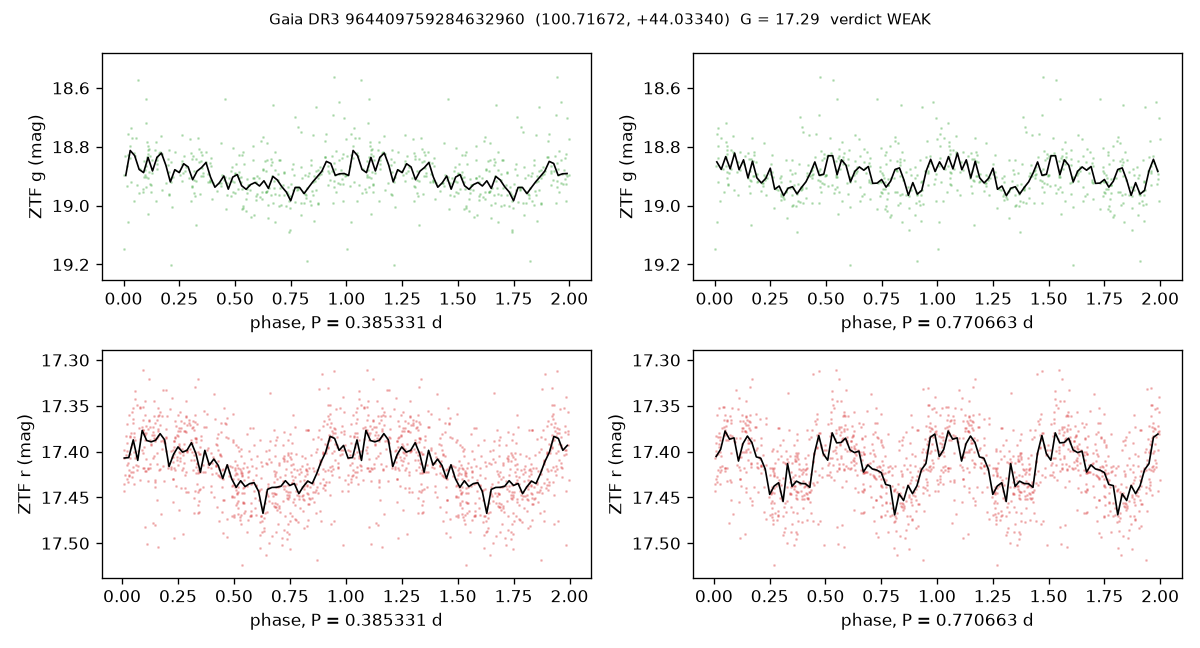 Gaia DR3 964409759284632960  (100.71672, +44.03340)  G = 17.29  verdict WEAK
ZTF g (mag)
18.6
18.8
19.0
19.2
0.00 0.25 0.50 0.75 1.00 1.25 1.50 1.75 2.00
phase, P = 0.385331 d
ZTF g (mag)
18.6
18.8
19.0
19.2
0.00 0.25 0.50 0.75 1.00 1.25 1.50 1.75 2.00
phase, P = 0.770663 d
ZTF r (mag)
17.30
17.35
17.40
17.45
17.50
0.00 0.25 0.50 0.75 1.00 1.25 1.50 1.75 2.00
phase, P = 0.385331 d
ZTF r (mag)
17.30
17.35
17.40
17.45
17.50
0.00 0.25 0.50 0.75 1.00 1.25 1.50 1.75 2.00
phase, P = 0.770663 d